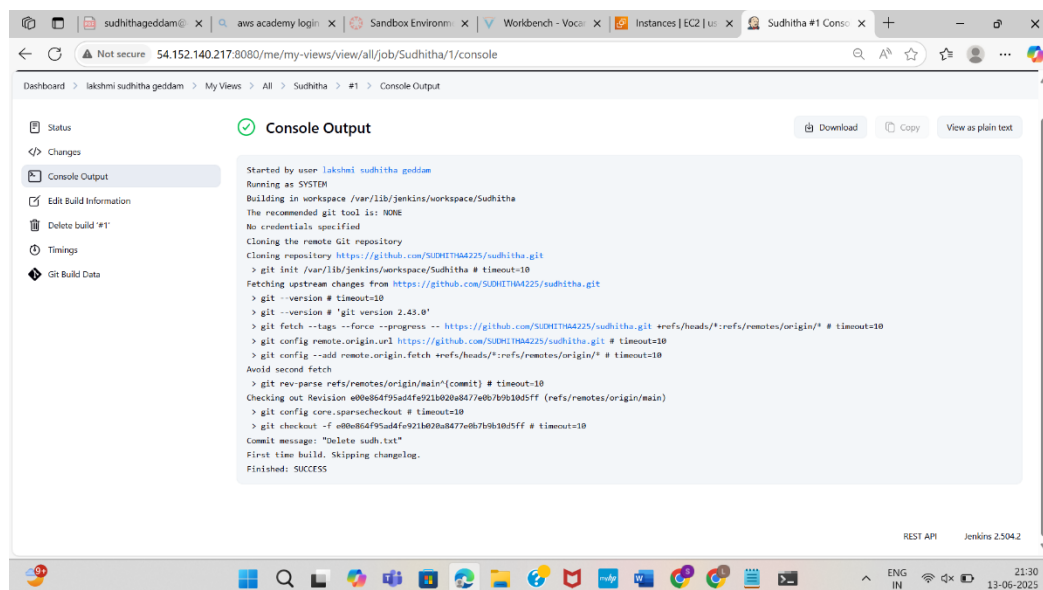 sudhithageddam@
aws academy login
Sandbox Environm
Workbench - Vocar
Instances | EC2 | us
Sudhitha #1 Conso
Not secure 54.152.140.217:8080/me/my-views/view/all/job/Sudhitha/1/console
Dashboard > lakshmi sudhitha geddam > My Views > All > Sudhitha > #1 > Console Output
Status
Changes
Console Output
Edit Build Information
Delete build '#1'
Timings
Git Build Data
Console Output
Download
Copy
View as plain text
Started by user lakshmi sudhitha geddam
Running as SYSTEM
Building in workspace /var/lib/jenkins/workspace/Sudhitha
The recommended git tool is: NONE
No credentials specified
Cloning the remote Git repository
Cloning repository https://github.com/SUDHITHA4225/sudhitha.git
> git init /var/lib/jenkins/workspace/Sudhitha # timeout=10
Fetching upstream changes from https://github.com/SUDHITHA4225/sudhitha.git
> git --version # timeout=10
> git --version # 'git version 2.43.0'
> git fetch --tags --force --progress -- https://github.com/SUDHITHA4225/sudhitha.git +refs/heads/*:refs/remotes/origin/* # timeout=10
> git config remote.origin.url https://github.com/SUDHITHA4225/sudhitha.git # timeout=10
> git config --add remote.origin.fetch +refs/heads/*:refs/remotes/origin/* # timeout=10
Avoid second fetch
> git rev-parse refs/remotes/origin/main^{commit} # timeout=10
Checking out Revision e00e864f95ad4fe921b020a8477e0b7b9b10d5ff (refs/remotes/origin/main)
> git config core.sparsecheckout # timeout=10
> git checkout -f e00e864f95ad4fe921b020a8477e0b7b9b10d5ff # timeout=10
Commit message: "Delete sudh.txt"
First time build. Skipping changelog.
Finished: SUCCESS
REST API
Jenkins 2.504.2
9+
ENG
IN
21:30
13-06-2025